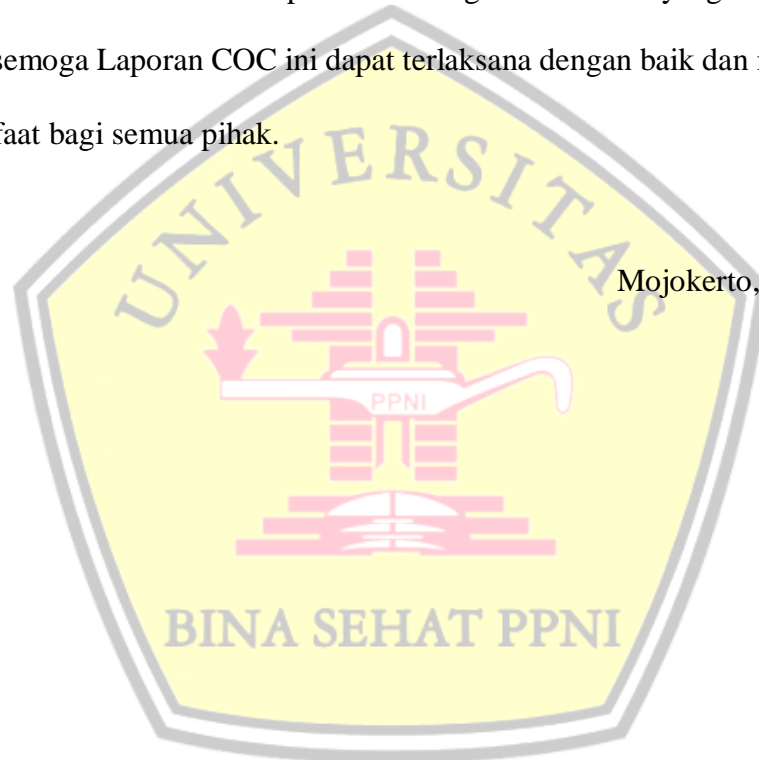 semoga Laporan COC ini dapat terlaksana dengan baik dan
faat bagi semua pihak.
UNIVERSITAS
Mojokerto,
PPNI
BINA SEHAT PPNI